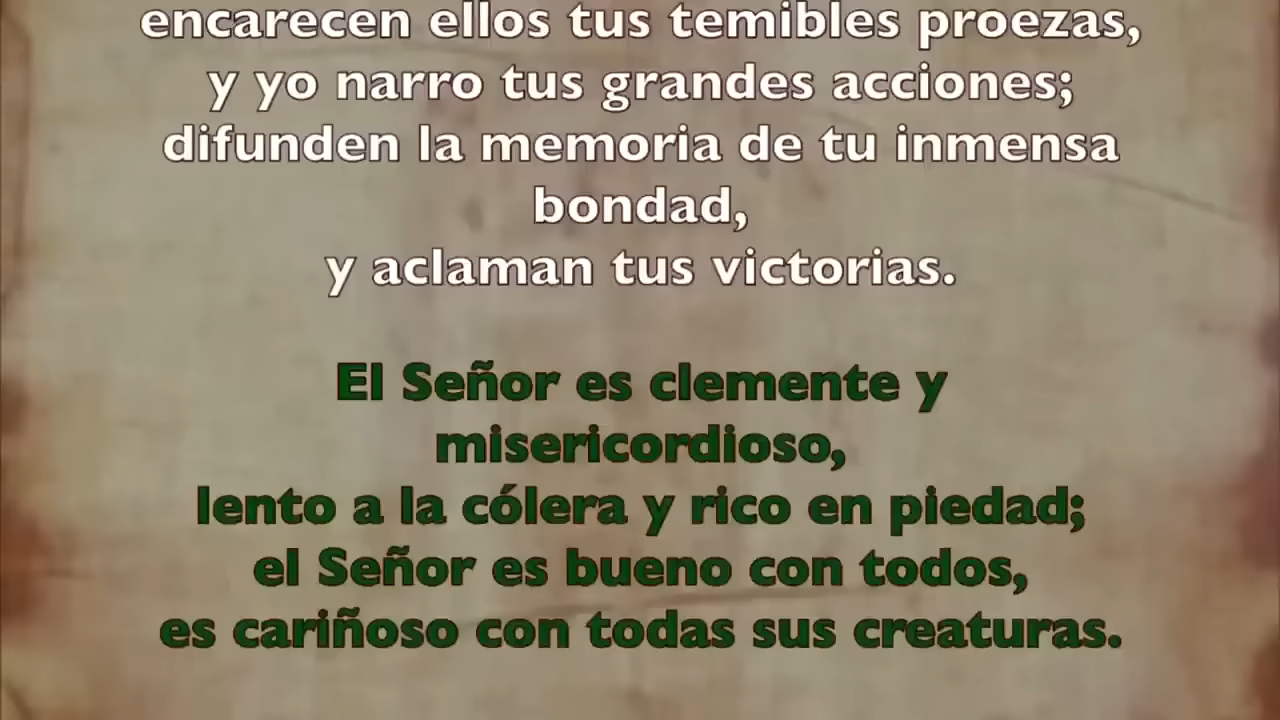 encarecen ellos tus temibles proezas,
y yo narro tus grandes acciones;
difunden la memoria de tu inmensa
bondad,
y aclaman tus victorias.
El Señor es clemente y
misericordioso,
lento a la cólera y rico en piedad;
el Señor es bueno con todos,
es cariñoso con todas sus creaturas.